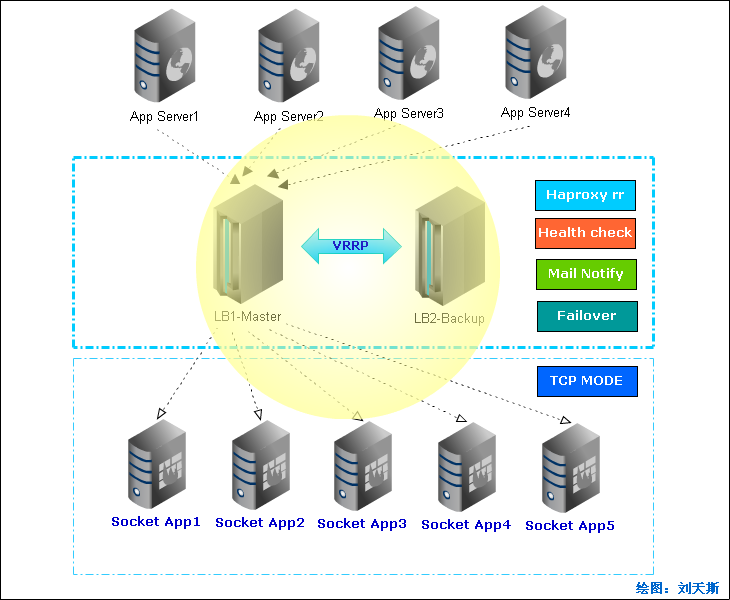 App Server1
App Server2
App Server3
App Server4
Haproxy rr
Health check
VRRP
Mail Notify
Failover
LB1-Master
LB2-Backup
TCP MODE
Socket App1
Socket App2
Socket App3
Socket App4
Socket App5
绘图：刘天斯